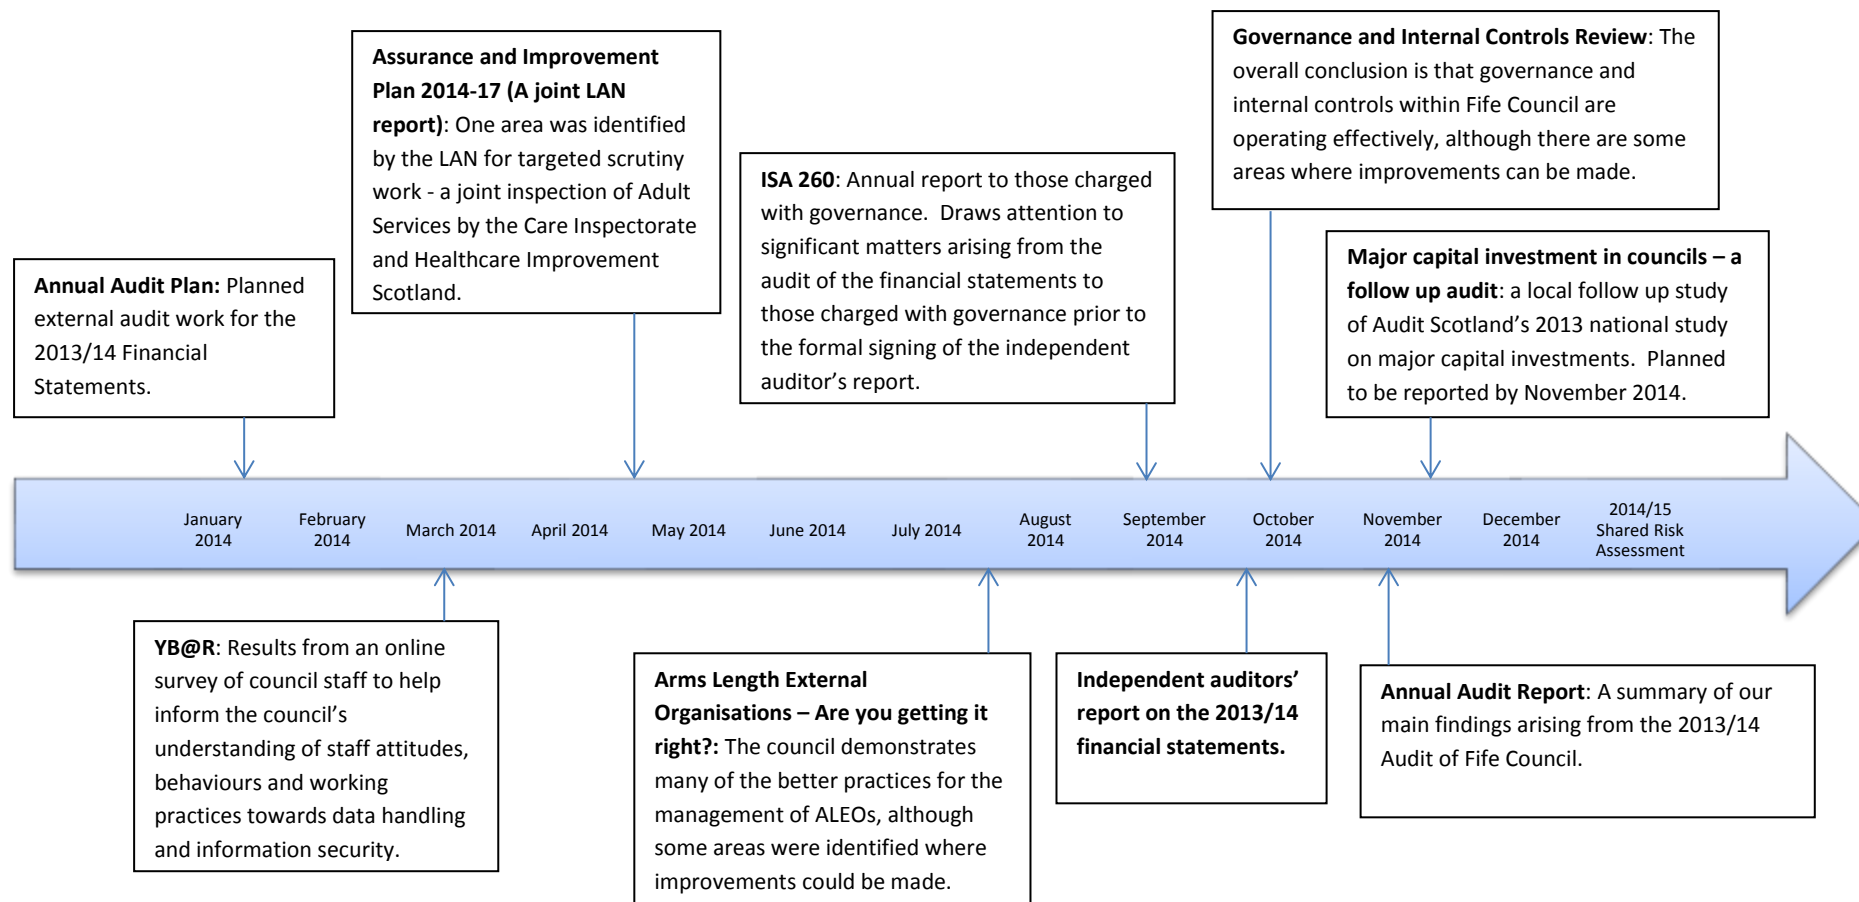 Annual Audit Plan: Planned
external audit work for the
2013/14 Financial
Statements.
Assurance and Improvement
Plan 2014-17 (A joint LAN
report): One area was identified
by the LAN for targeted scrutiny
work - a joint inspection of Adult
Services by the Care Inspectorate
and Healthcare Improvement
Scotland.
ISA 260: Annual report to those charged
with governance. Draws attention to
significant matters arising from the
audit of the financial statements to
those charged with governance prior to
the formal signing of the independent
auditor’s report.
Governance and Internal Controls Review: The
overall conclusion is that governance and
internal controls within Fife Council are
operating effectively, although there are some
areas where improvements can be made.
Major capital investment in councils – a
follow up audit: a local follow up study
of Audit Scotland’s 2013 national study
on major capital investments. Planned
to be reported by November 2014.
January
2014
February
2014
March 2014
April 2014
May 2014
June 2014
July 2014
August
2014
September
2014
October
2014
November
2014
December
2014
2014/15
Shared Risk
Assessment
YB@R: Results from an online
survey of council staff to help
inform the council’s
understanding of staff attitudes,
behaviours and working
practices towards data handling
and information security.
Arms Length External
Organisations – Are you getting it
right?: The council demonstrates
many of the better practices for the
management of ALEOs, although
some areas were identified where
improvements could be made.
Independent auditors’
report on the 2013/14
financial statements.
Annual Audit Report: A summary of our
main findings arising from the 2013/14
Audit of Fife Council.